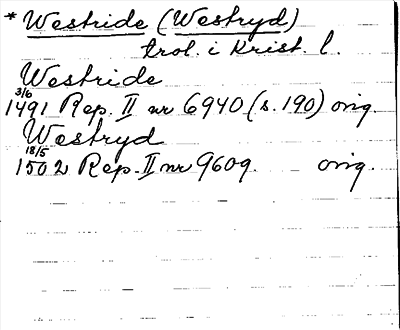 * Westride (Westryd)
trol. i Krist. l.
Westride
3/6
1491 Rep. II nr 6940 (s. 190) orig.
Westryd
18/5
1502 Rep. II nr 9609. orig.